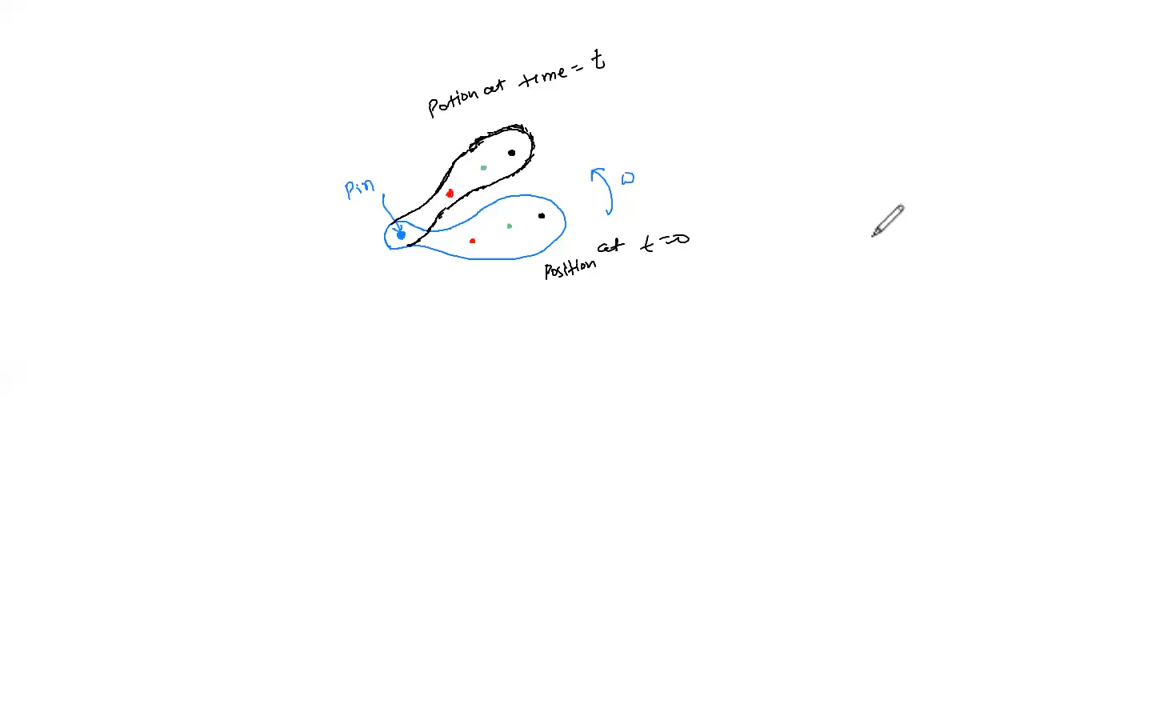 Potion at time = t
Pin
ω
Position at t=0